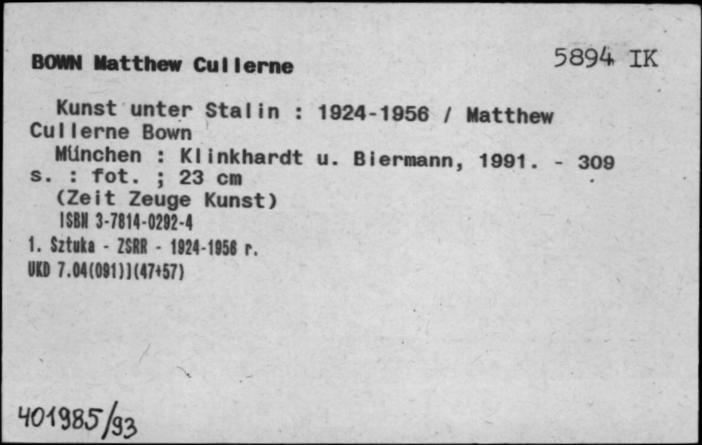 BOWN Matthew Cullerne
5894 IK
Kunst unter Stalin : 1924-1956 / Matthew
Cullerne Bown
München : Klinkhardt u. Biermann, 1991. - 309
s. : fot. ; 23 cm
(Zeit Zeuge Kunst)
ISBN 3-7814-0292-4
1. Sztuka - ZSRR - 1924-1956 r.
UKD 7.04(091)](47+57)
401985/93